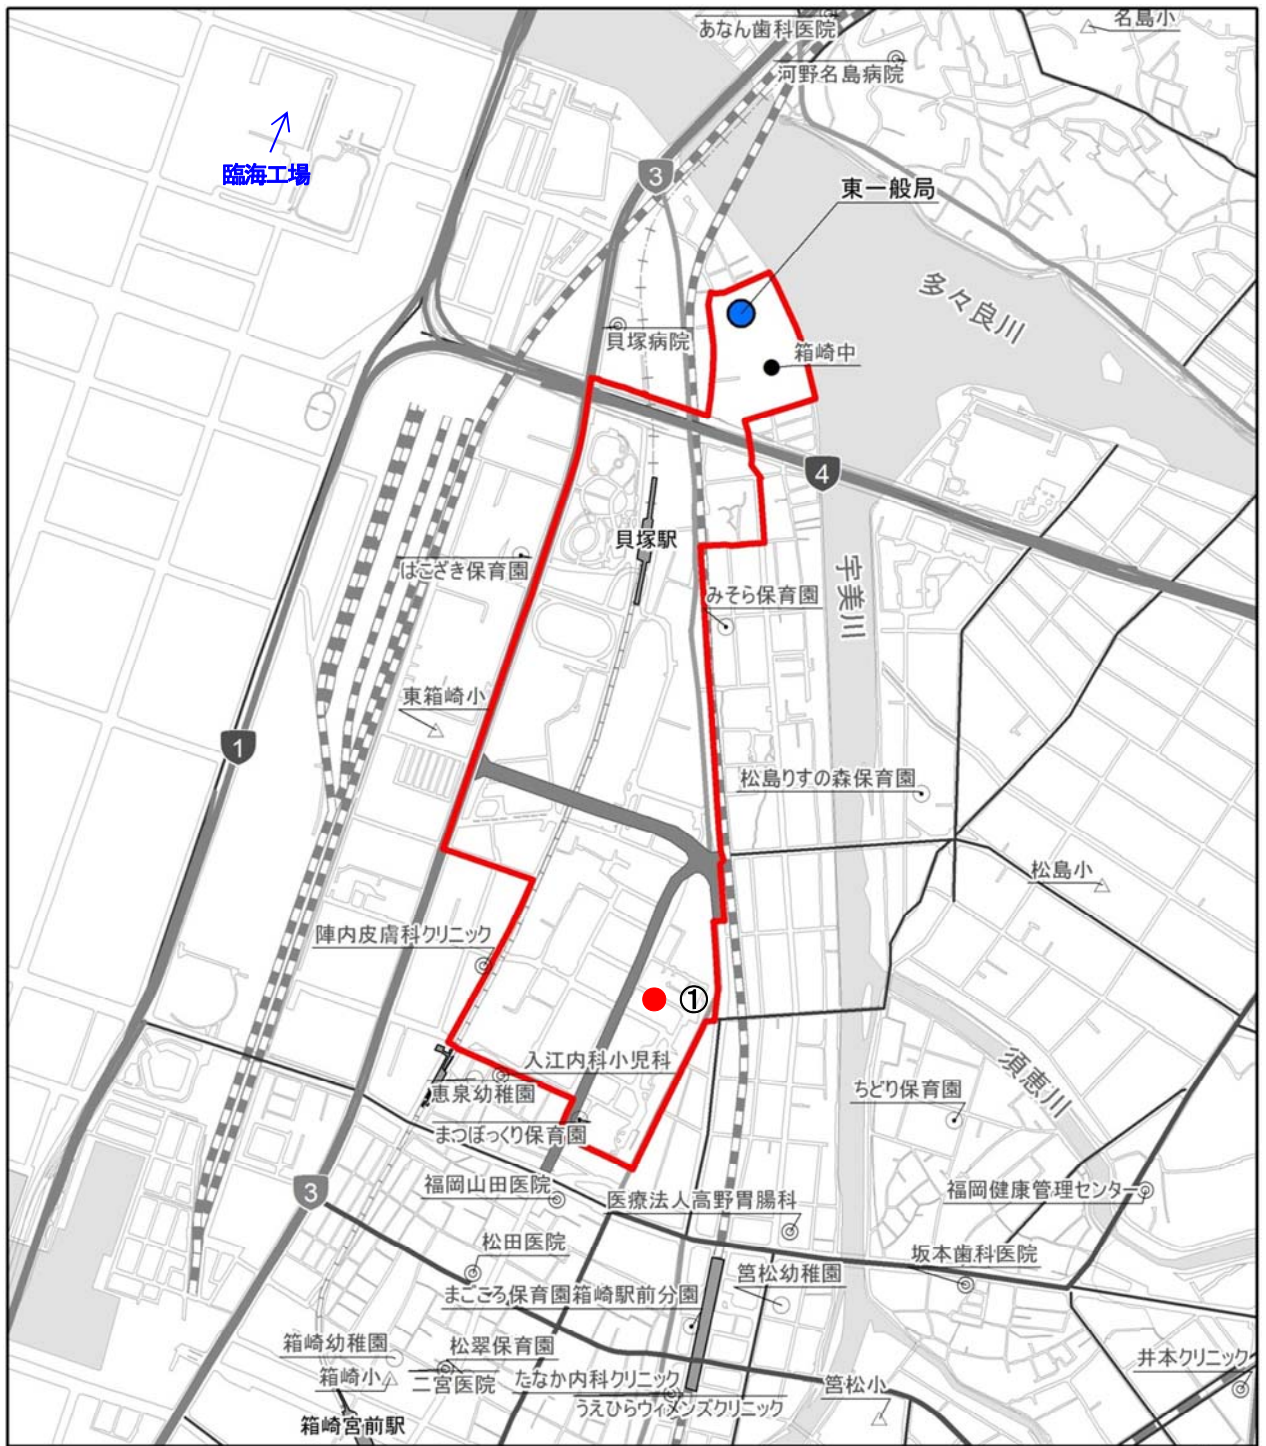 あなん歯科医院
名島小
河野名島病院
臨海工場
3
東一般局
多々良川
貝塚病院
箱崎中
4
貝塚駅
はこざき保育園
宇美川
みそら保育園
東箱崎小
1
松島りすの森保育園
松島小
陣内皮膚科クリニック
①
須恵川
入江内科小児科
恵泉幼稚園
ちどり保育園
まつぼっくり保育園
3
福岡山田医院
医療法人高野胃腸科
福岡健康管理センター
松田医院
坂本歯科医院
筥松幼稚園
まごころ保育園箱崎駅前分園
箱崎幼稚園
松翠保育園
井本クリニック
箱崎小
二宮医院
たなか内科クリニック
筥松小
うえひらウィメンズクリニック
箱崎宮前駅